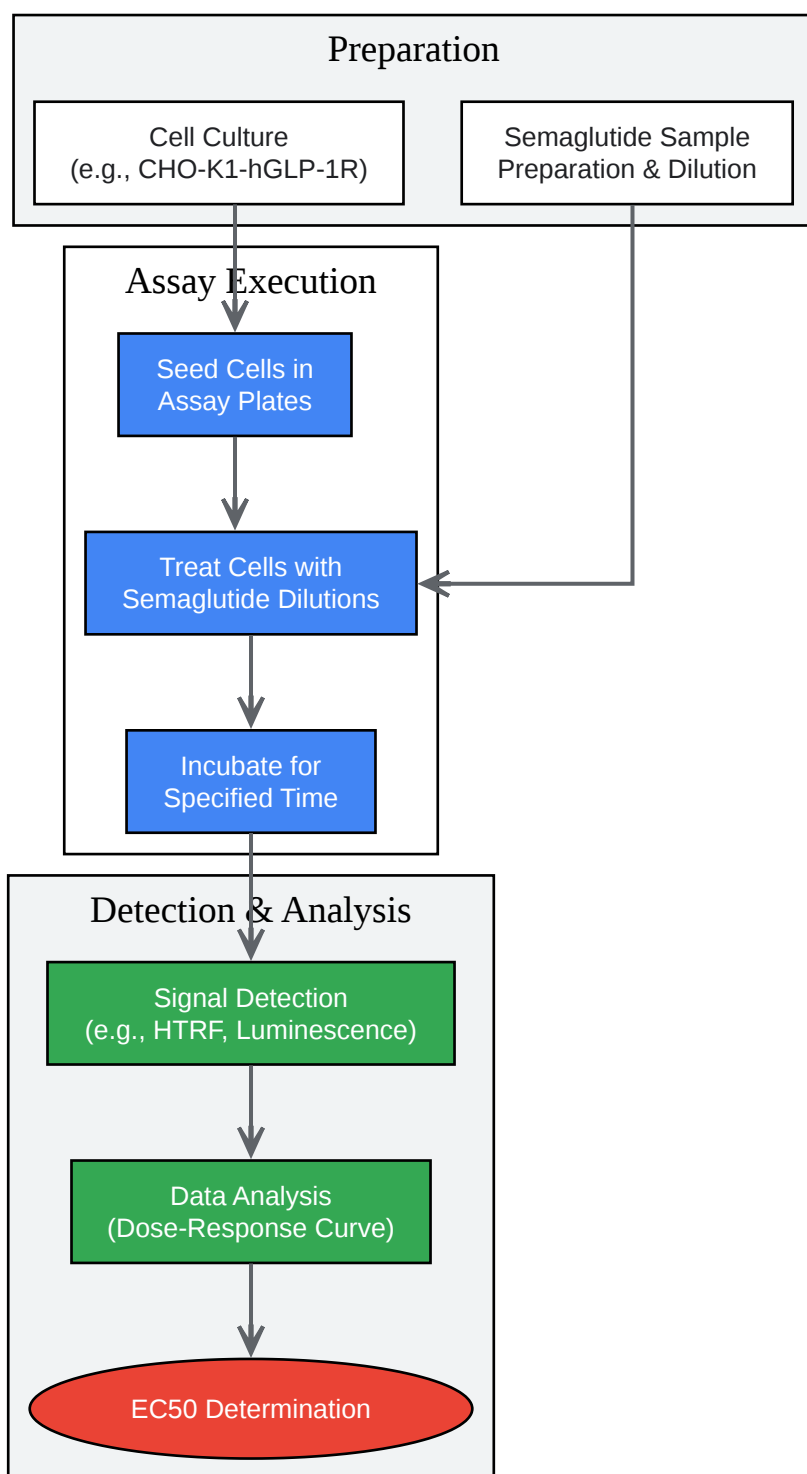 Preparation
Cell Culture
(e.g., CHO-K1-hGLP-1R)
Semaglutide Sample
Preparation & Dilution
Assay Execution
Seed Cells in
Assay Plates
Treat Cells with
Semaglutide Dilutions
Incubate for
Specified Time
Detection & Analysis
Signal Detection
(e.g., HTRF, Luminescence)
Data Analysis
(Dose-Response Curve)
EC50 Determination